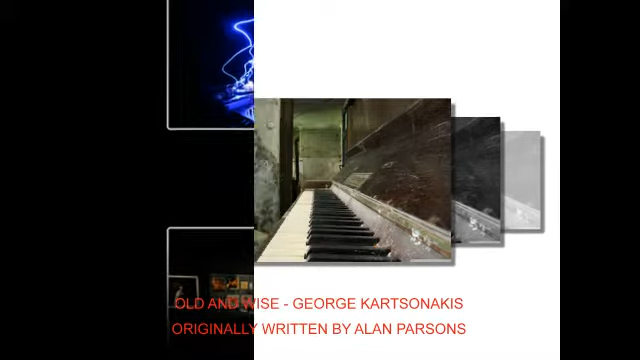 OLD AND WISE - GEORGE KARTSONAKIS
ORIGINALLY WRITTEN BY ALAN PARSONS